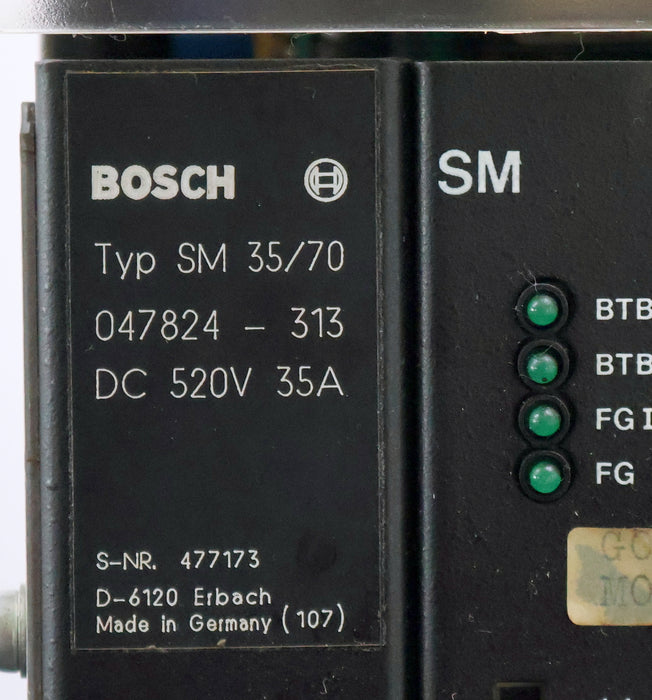 BOSCH
Typ SM 35/70
047824 - 313
DC 520V 35A
S-NR. 477173
D-6120 Erbach
Made in Germany (107)
SM
BTB
BTB
FG I
FG